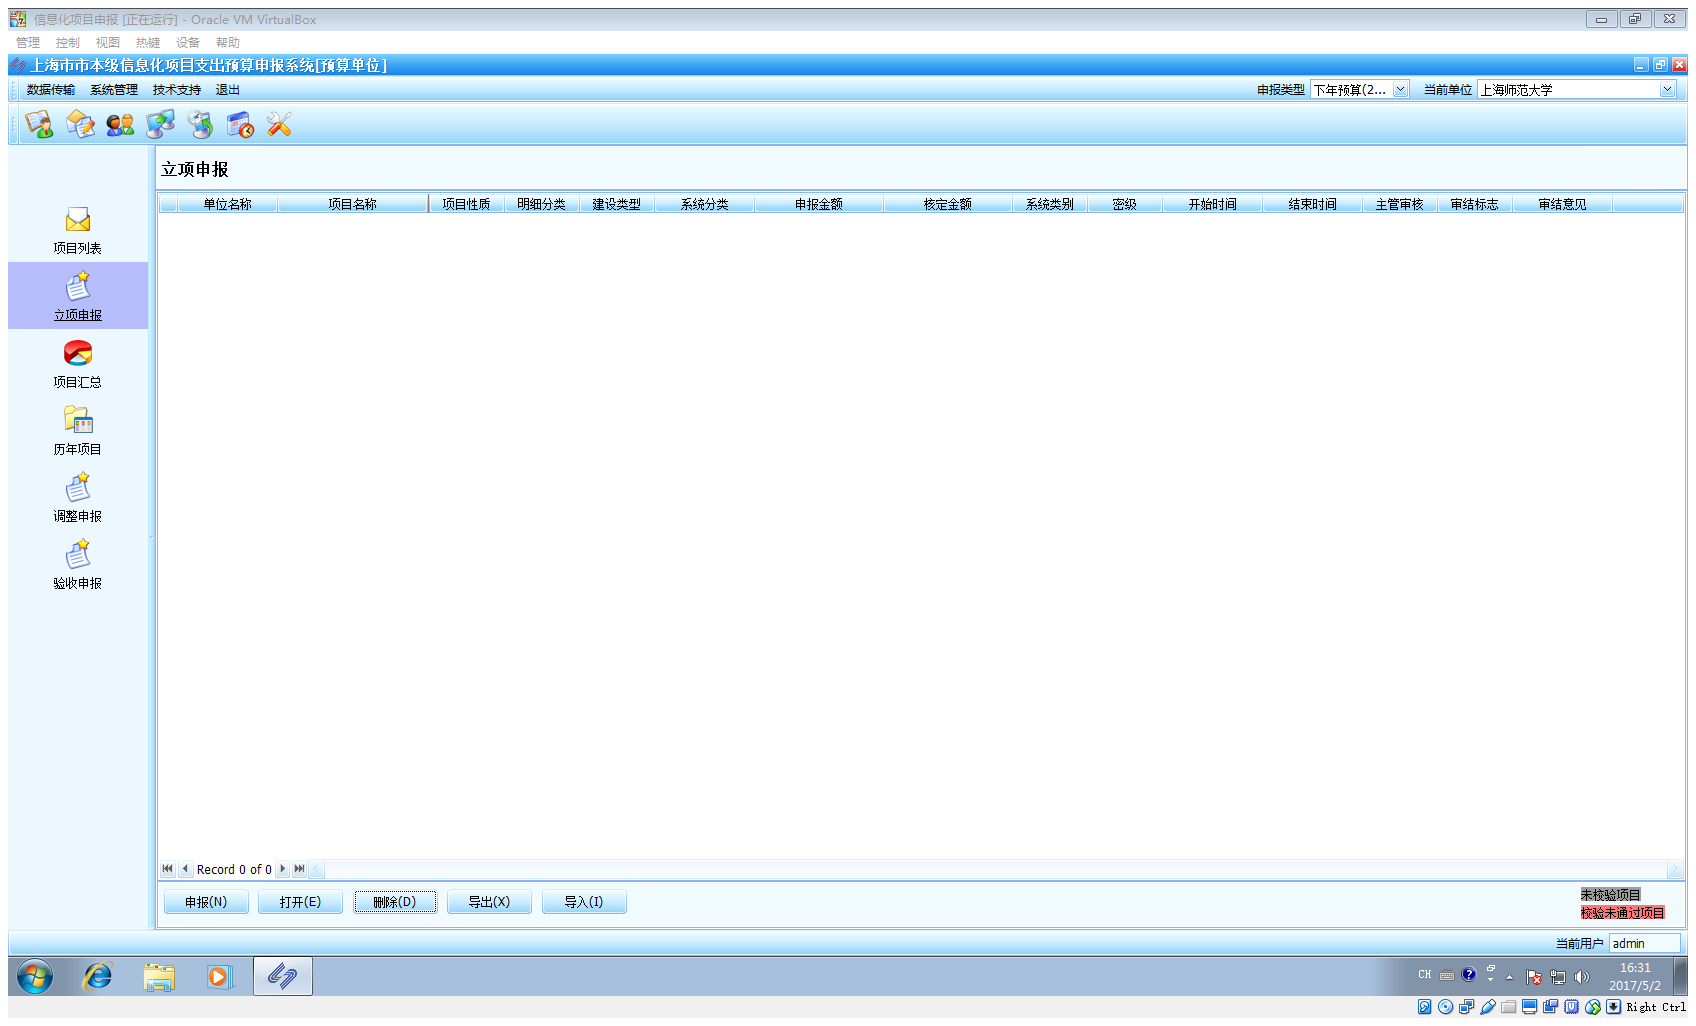 信息化项目申报 [正在运行] - Oracle VM VirtualBox
管理 控制 视图 热键 设备 帮助
上海市市本级信息化项目支出预算申报系统[预算单位]
数据传输 系统管理 技术支持 退出 申报类型 下年预算(2... 当前单位 上海师范大学
立项申报
单位名称 项目名称 项目性质 明细分类 建设类型 系统分类 申报金额 核定金额 系统类别 密级 开始时间 结束时间 主管审核 审结标志 审结意见
项目列表
立项申报
项目汇总
历年项目
调整申报
验收申报
Record 0 of 0
申报(N) 打开(E) 删除(D) 导出(X) 导入(I)
未校验项目
校验未通过项目
当前用户 admin
CH
16:31
2017/5/2
Right Ctrl